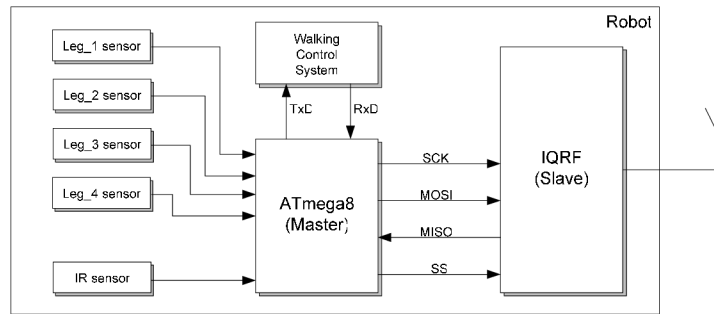 Robot
Leg_1 sensor
Leg_2 sensor
Leg_3 sensor
Leg_4 sensor
IR sensor
Walking
Control
System
TxD
RxD
ATmega8
(Master)
SCK
MOSI
MISO
SS
IQRF
(Slave)